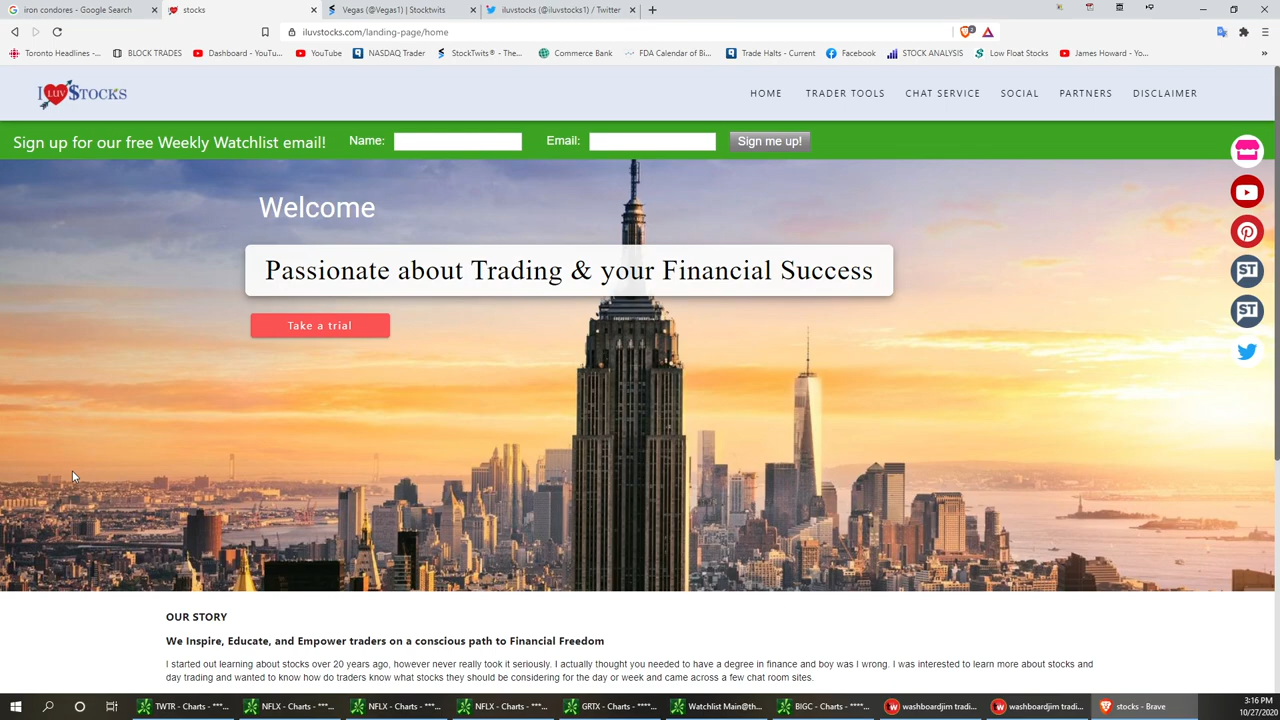 iron condores - Google Search
stocks
Vegas (@Vegas1) | Stocktwits
iluvstocks (@iluvstocks1) / Twitter
iluvstocks.com/landing-page/home
3
Toronto Headlines -...
BLOCK TRADES
Dashboard - YouTu...
YouTube
NASDAQ Trader
StockTwits® - The...
Commerce Bank
FDA Calendar of Bi...
Trade Halts - Current
Facebook
STOCK ANALYSIS
Low Float Stocks
James Howard - Yo...
I LUV $TOCKS
HOME
TRADER TOOLS
CHAT SERVICE
SOCIAL
PARTNERS
DISCLAIMER
Sign up for our free Weekly Watchlist email!
Name:
Email:
Sign me up!
Welcome
Passionate about Trading & your Financial Success
Take a trial
ST
ST
OUR STORY
We Inspire, Educate, and Empower traders on a conscious path to Financial Freedom
I started out learning about stocks over 20 years ago, however never really took it seriously. I actually thought you needed to have a degree in finance and boy was I wrong. I was interested to learn more about stocks and
day trading and wanted to know how do traders know what stocks they should be considering for the day or week and came across a few chat room sites.
TWTR - Charts - ****...
NFLX - Charts - ****...
NFLX - Charts - ****...
NFLX - Charts - ****...
GRTX - Charts - ****...
Watchlist Main@th...
BIGC - Charts - ****...
washboardjim tradi...
washboardjim tradi...
stocks - Brave
3:16 PM
10/27/2020